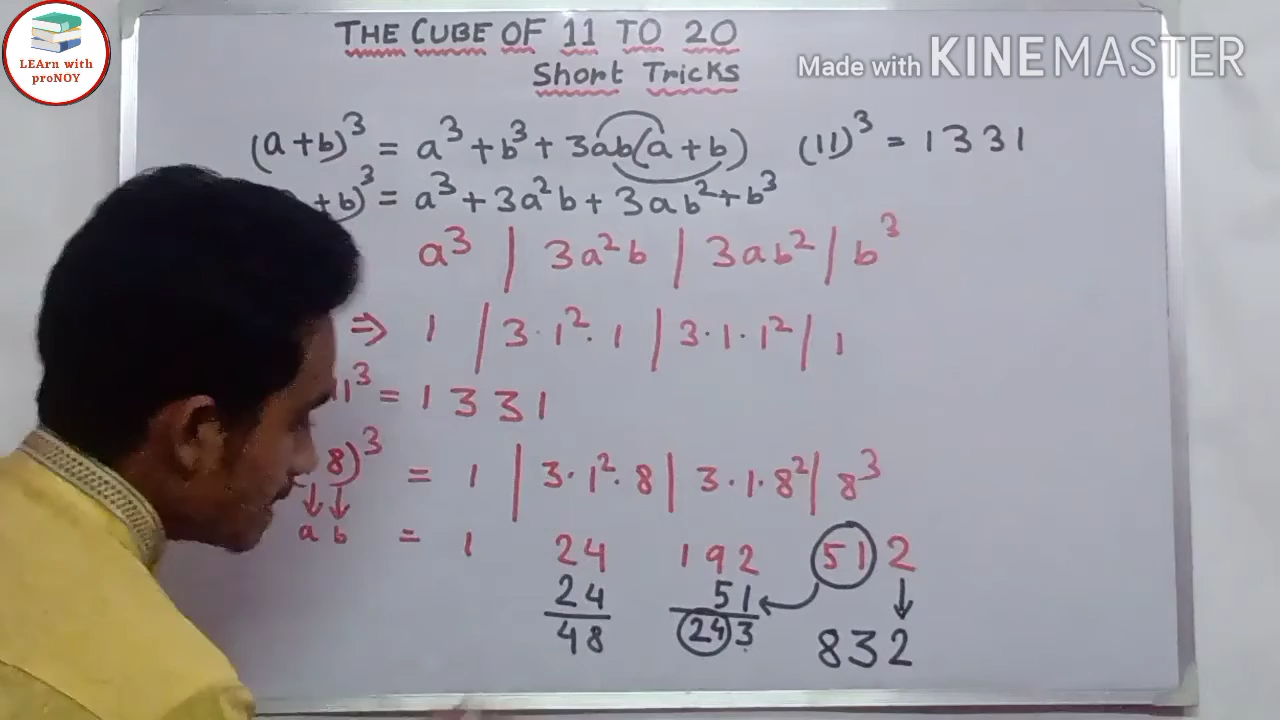 LEArn with
proNOY
THE CUBE OF 11 TO 20
Short Tricks
Made with KINEMASTER
(a+b)³ = a³ + b³ + 3ab(a + b) (11)³ = 1331
+b)³ = a³ + 3a²b + 3ab² + b³
a³ | 3a²b | 3ab² | b³
⇒ 1 | 3·1²·1 | 3·1·1² | 1
11³ = 1331
8)³ = 1 | 3·1²·8 | 3·1·8² | 8³
↓ ↓
a b = 1 24 192 512
24 51 ↓
48 243 832